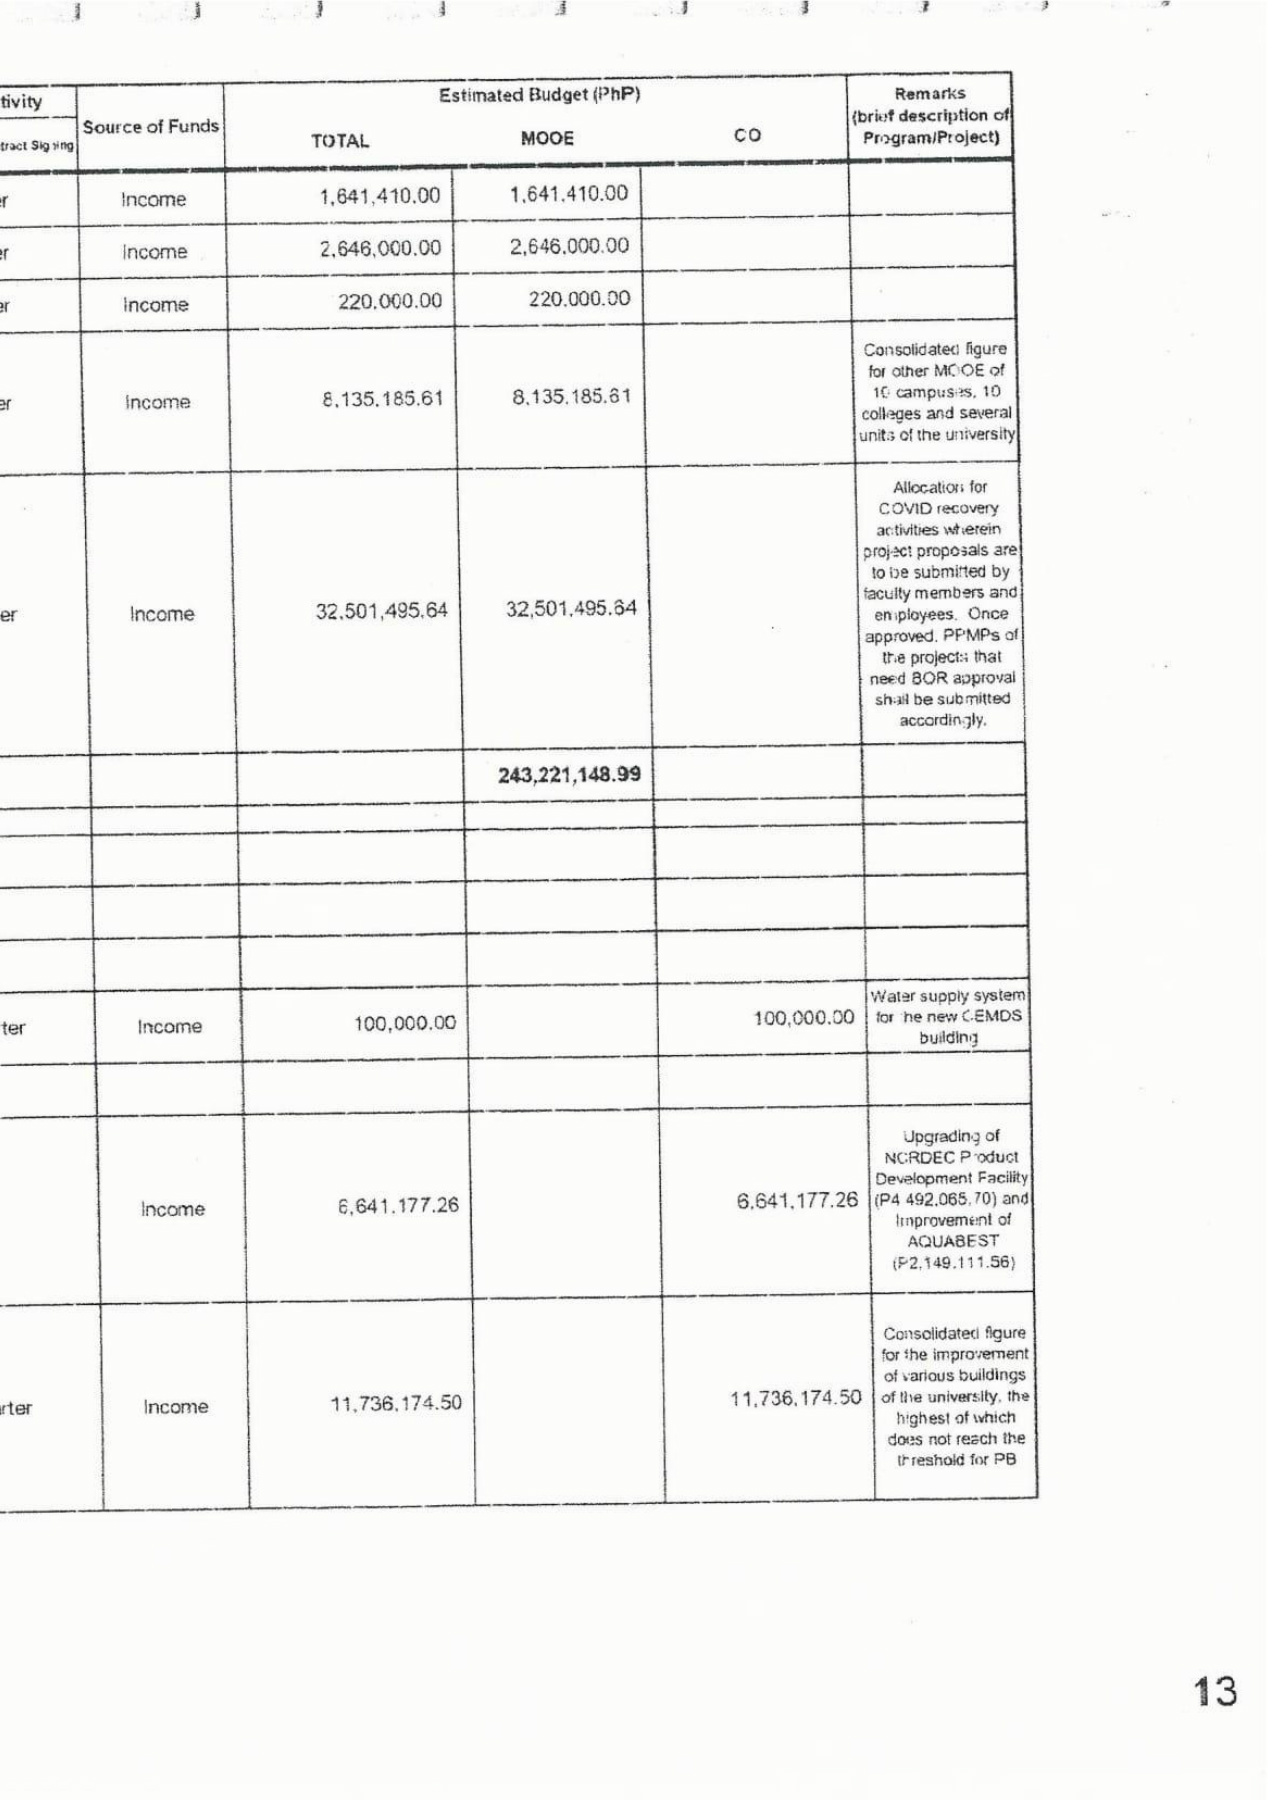 tivity
tract Signing
Source of Funds
Estimated Budget (PhP)
TOTAL
MOOE
CO
Remarks
(brief description of
Program/Project)
er
Income
1,641,410.00
1,641,410.00
er
Income
2,646,000.00
2,646,000.00
er
Income
220,000.00
220,000.00
er
Income
8,135,185.61
8,135,185.61
Consolidated figure
for other MOOE of
10 campuses, 10
colleges and several
units of the university
er
Income
32,501,495.64
32,501,495.64
Allocation for
COVID recovery
activities wherein
project proposals are
to be submitted by
faculty members and
employees. Once
approved, PPMPs of
the projects that
need BOR approval
shall be submitted
accordingly.
243,221,148.99
ter
Income
100,000.00
100,000.00
Water supply system
for the new CEMDS
building
Income
6,641,177.26
6,641,177.26
Upgrading of
NCRDEC Product
Development Facility
(P4,492,065.70) and
Improvement of
AQUABEST
(P2,149,111.56)
rter
Income
11,736,174.50
11,736,174.50
Consolidated figure
for the improvement
of various buildings
of the university, the
highest of which
does not reach the
threshold for PB
13